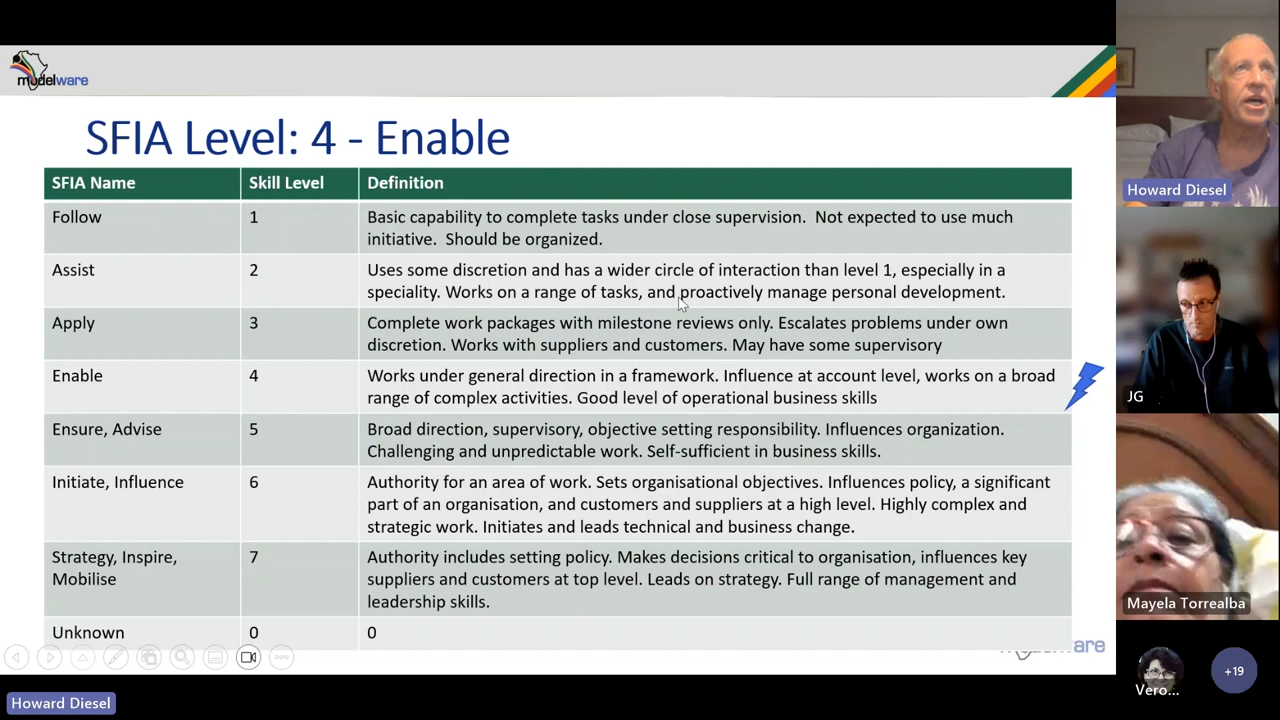 modelware
SFIA Level: 4 - Enable
SFIA Name Skill Level Definition
Follow 1 Basic capability to complete tasks under close supervision. Not expected to use much
initiative. Should be organized.
Assist 2 Uses some discretion and has a wider circle of interaction than level 1, especially in a
speciality. Works on a range of tasks, and proactively manage personal development.
Apply 3 Complete work packages with milestone reviews only. Escalates problems under own
discretion. Works with suppliers and customers. May have some supervisory
Enable 4 Works under general direction in a framework. Influence at account level, works on a broad
range of complex activities. Good level of operational business skills
Ensure, Advise 5 Broad direction, supervisory, objective setting responsibility. Influences organization.
Challenging and unpredictable work. Self-sufficient in business skills.
Initiate, Influence 6 Authority for an area of work. Sets organisational objectives. Influences policy, a significant
part of an organisation, and customers and suppliers at a high level. Highly complex and
strategic work. Initiates and leads technical and business change.
Strategy, Inspire, 7 Authority includes setting policy. Makes decisions critical to organisation, influences key
Mobilise suppliers and customers at top level. Leads on strategy. Full range of management and
leadership skills.
Unknown 0 0
Howard Diesel
Howard Diesel
JG
Mayela Torrealba
Vero...
+19